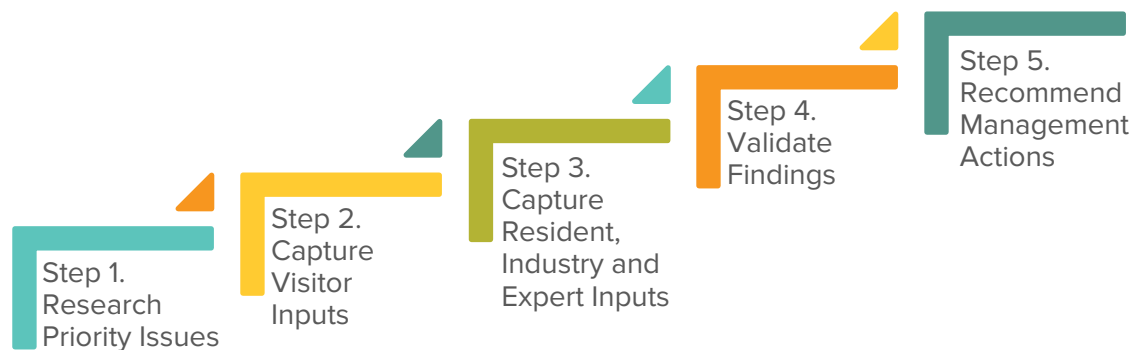 Step 1.
Research
Priority Issues
Step 2.
Capture
Visitor
Inputs
Step 3.
Capture
Resident,
Industry and
Expert Inputs
Step 4.
Validate
Findings
Step 5.
Recommend
Management
Actions